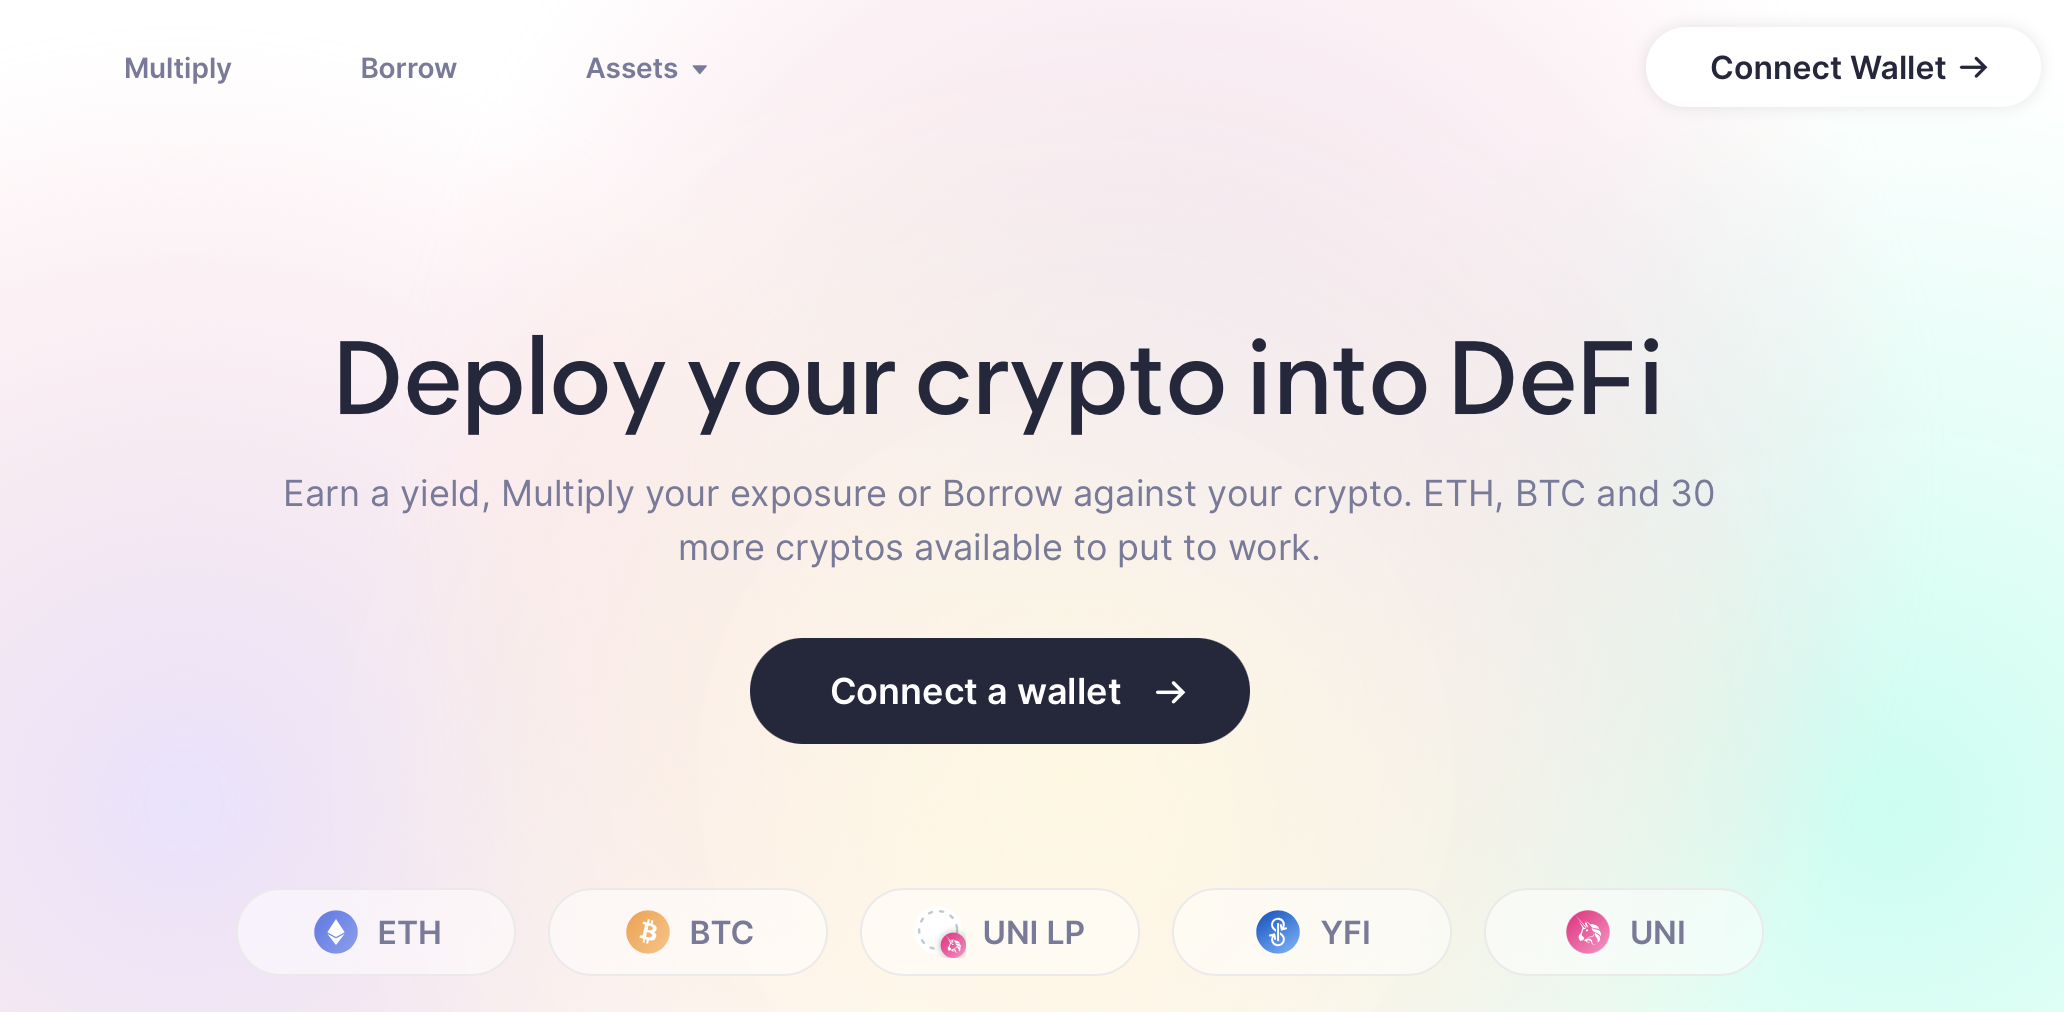 Multiply
Borrow
Assets
Connect Wallet
Deploy your crypto into DeFi
Earn a yield, Multiply your exposure or Borrow against your crypto. ETH, BTC and 30
more cryptos available to put to work.
Connect a wallet
ETH
BTC
UNI LP
YFI
UNI